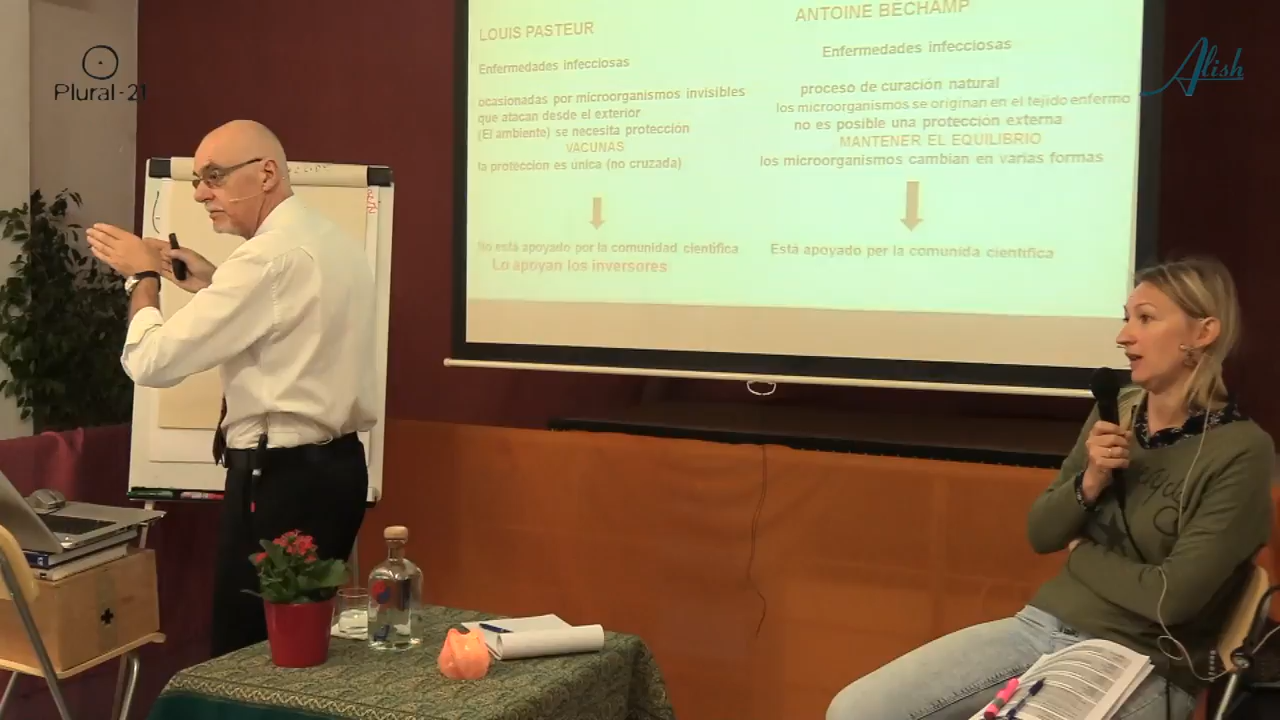 Plural-21
Alish
LOUIS PASTEUR
Enfermedades infecciosas
ocasionadas por microorganismos invisibles
que atacan desde el exterior
(El ambiente) se necesita protección
VACUNAS
la proteccion es única (no cruzada)
No está apoyado por la comunidad cientifica
Lo apoyan los inversores
ANTOINE BECHAMP
Enfermedades infecciosas
proceso de curación natural
los microorganismos se originan en el tejido enfermo
no es posible una protección externa
MANTENER EL EQUILIBRIO
los microorganismos cambian en varias formas
Está apoyado per la comunida cientifica